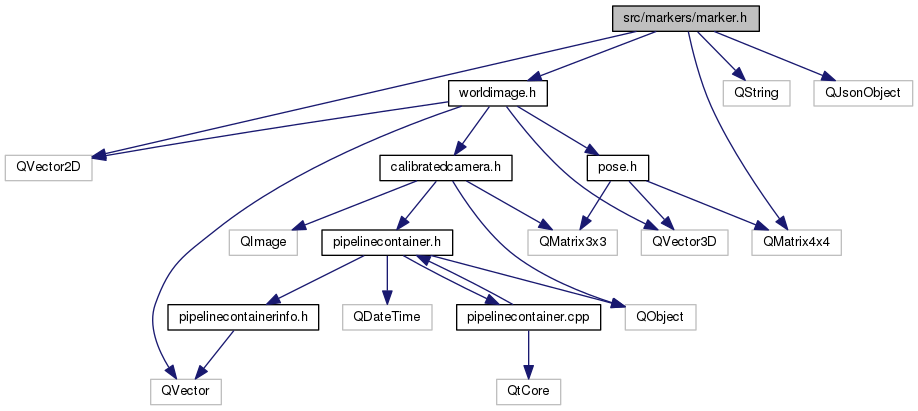 src/markers/marker.h
worldimage.h
QString
QJsonObject
QVector2D
calibratedcamera.h
pose.h
QImage
pipelinecontainer.h
QMatrix3x3
QVector3D
QMatrix4x4
pipelinecontainerinfo.h
QDateTime
pipelinecontainer.cpp
QObject
QVector
QtCore